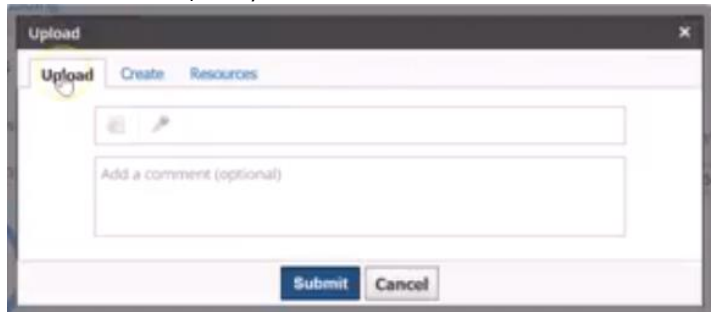 Upload ×
Upload Create Resources
Add a comment (optional)
Submit Cancel